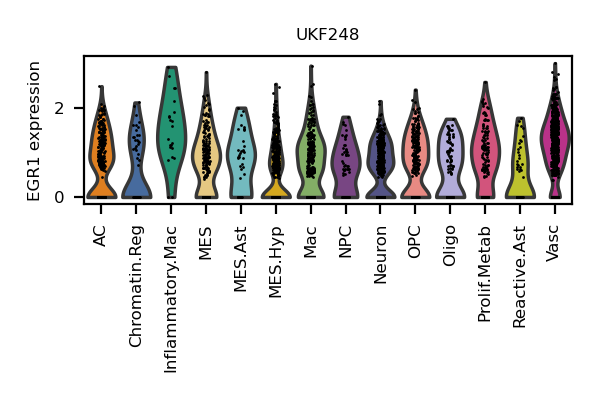 UKF248
EGR1 expression
2
0
AC
Chromatin.Reg
Inflammatory.Mac
MES
MES.Ast
MES.Hyp
Mac
NPC
Neuron
OPC
Oligo
Prolif.Metab
Reactive.Ast
Vasc